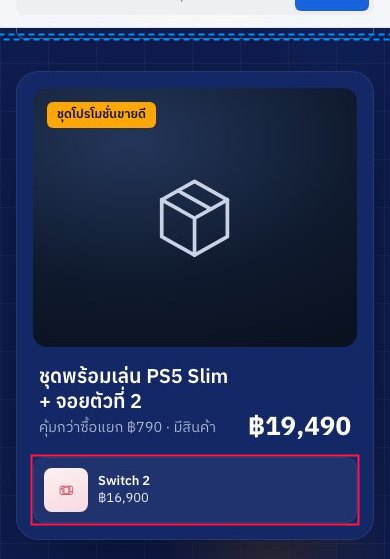 ชุดโปรโมชั่นขายดี
ชุดพร้อมเล่น PS5 Slim
+ จอยตัวที่ 2
คุ้มกว่าซื้อแยก ฿790 · มีสินค้า
฿19,490
Switch 2
฿16,900